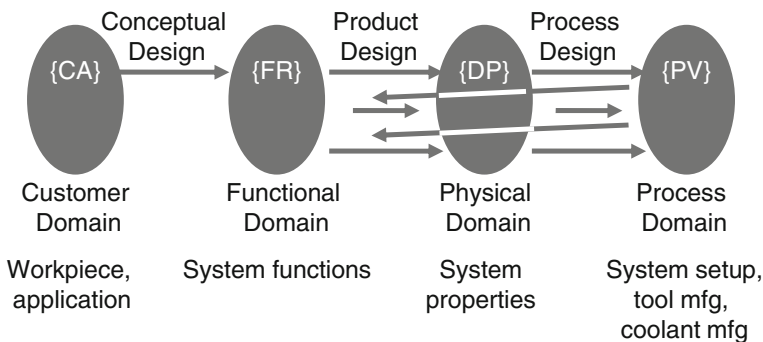 Conceptual Design
Product Design
Process Design
{CA}
{FR}
{DP}
{PV}
Customer Domain
Functional Domain
Physical Domain
Process Domain
Workpiece, application
System functions
System properties
System setup, tool mfg, coolant mfg